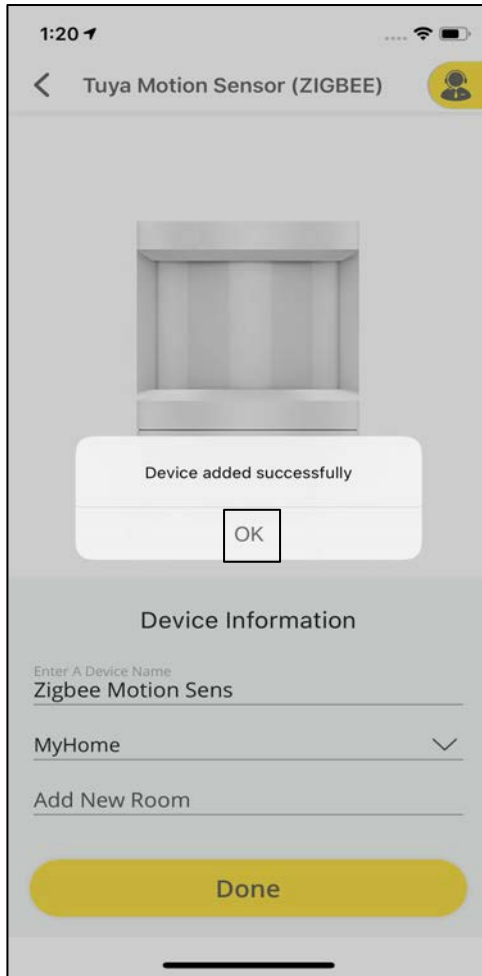 1:20
Tuya Motion Sensor (ZIGBEE)
Device added successfully
OK
Device Information
Enter A Device Name
Zigbee Motion Sens
MyHome
Add New Room
Done